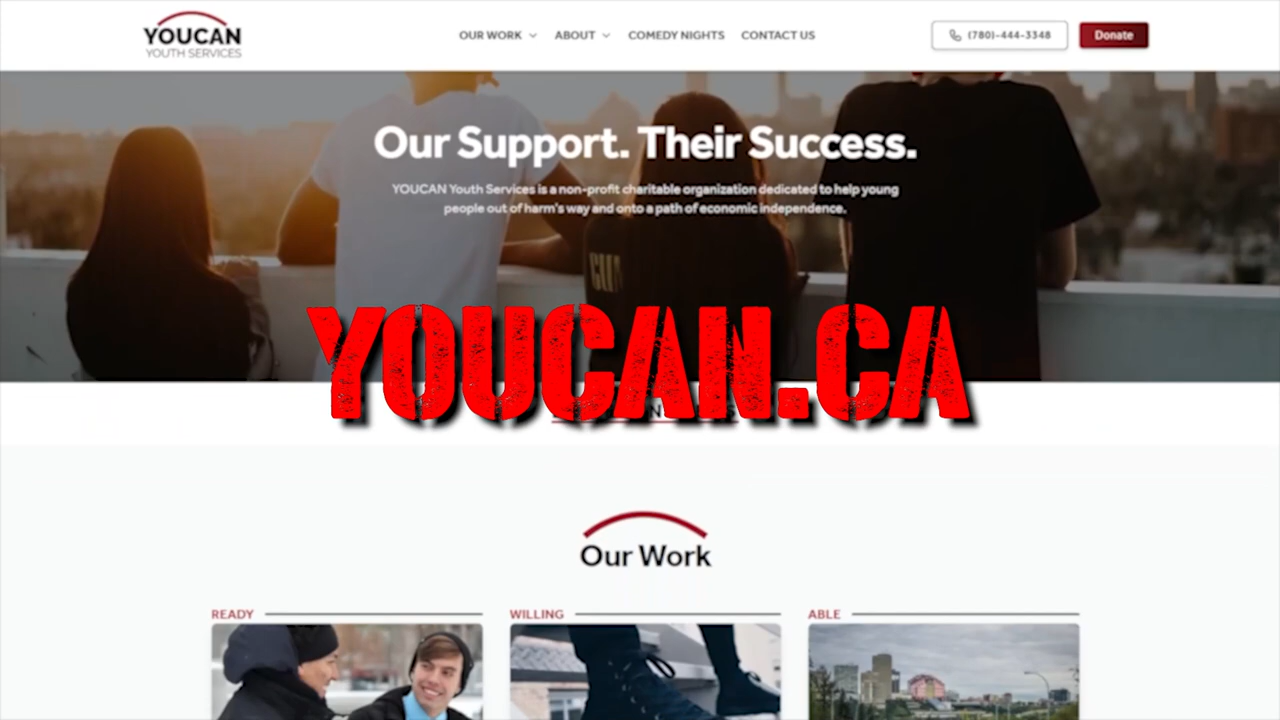 YOUCAN
YOUTH SERVICES
OUR WORK
ABOUT
COMEDY NIGHTS
CONTACT US
(780)-444-3348
Donate
Our Support. Their Success.
YOUCAN Youth Services is a non-profit charitable organization dedicated to help young
people out of harm's way and onto a path of economic independence.
YOUCAN.CA
Our Work
READY
WILLING
ABLE